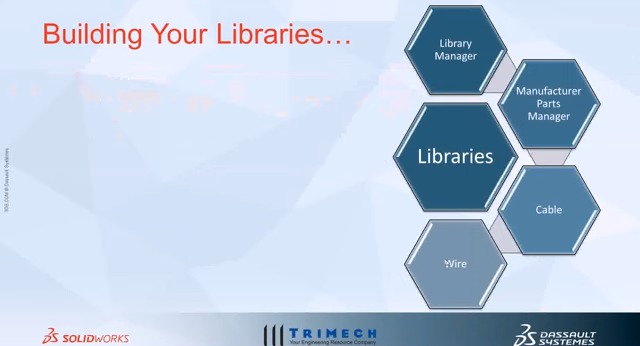 Building Your Libraries...
Library
Manager
Manufacturer
Parts
Manager
Libraries
Cable
Wire
SOLIDWORKS
TRIMECH
Your Engineering Resource Company
DASSAULT
SYSTEMES